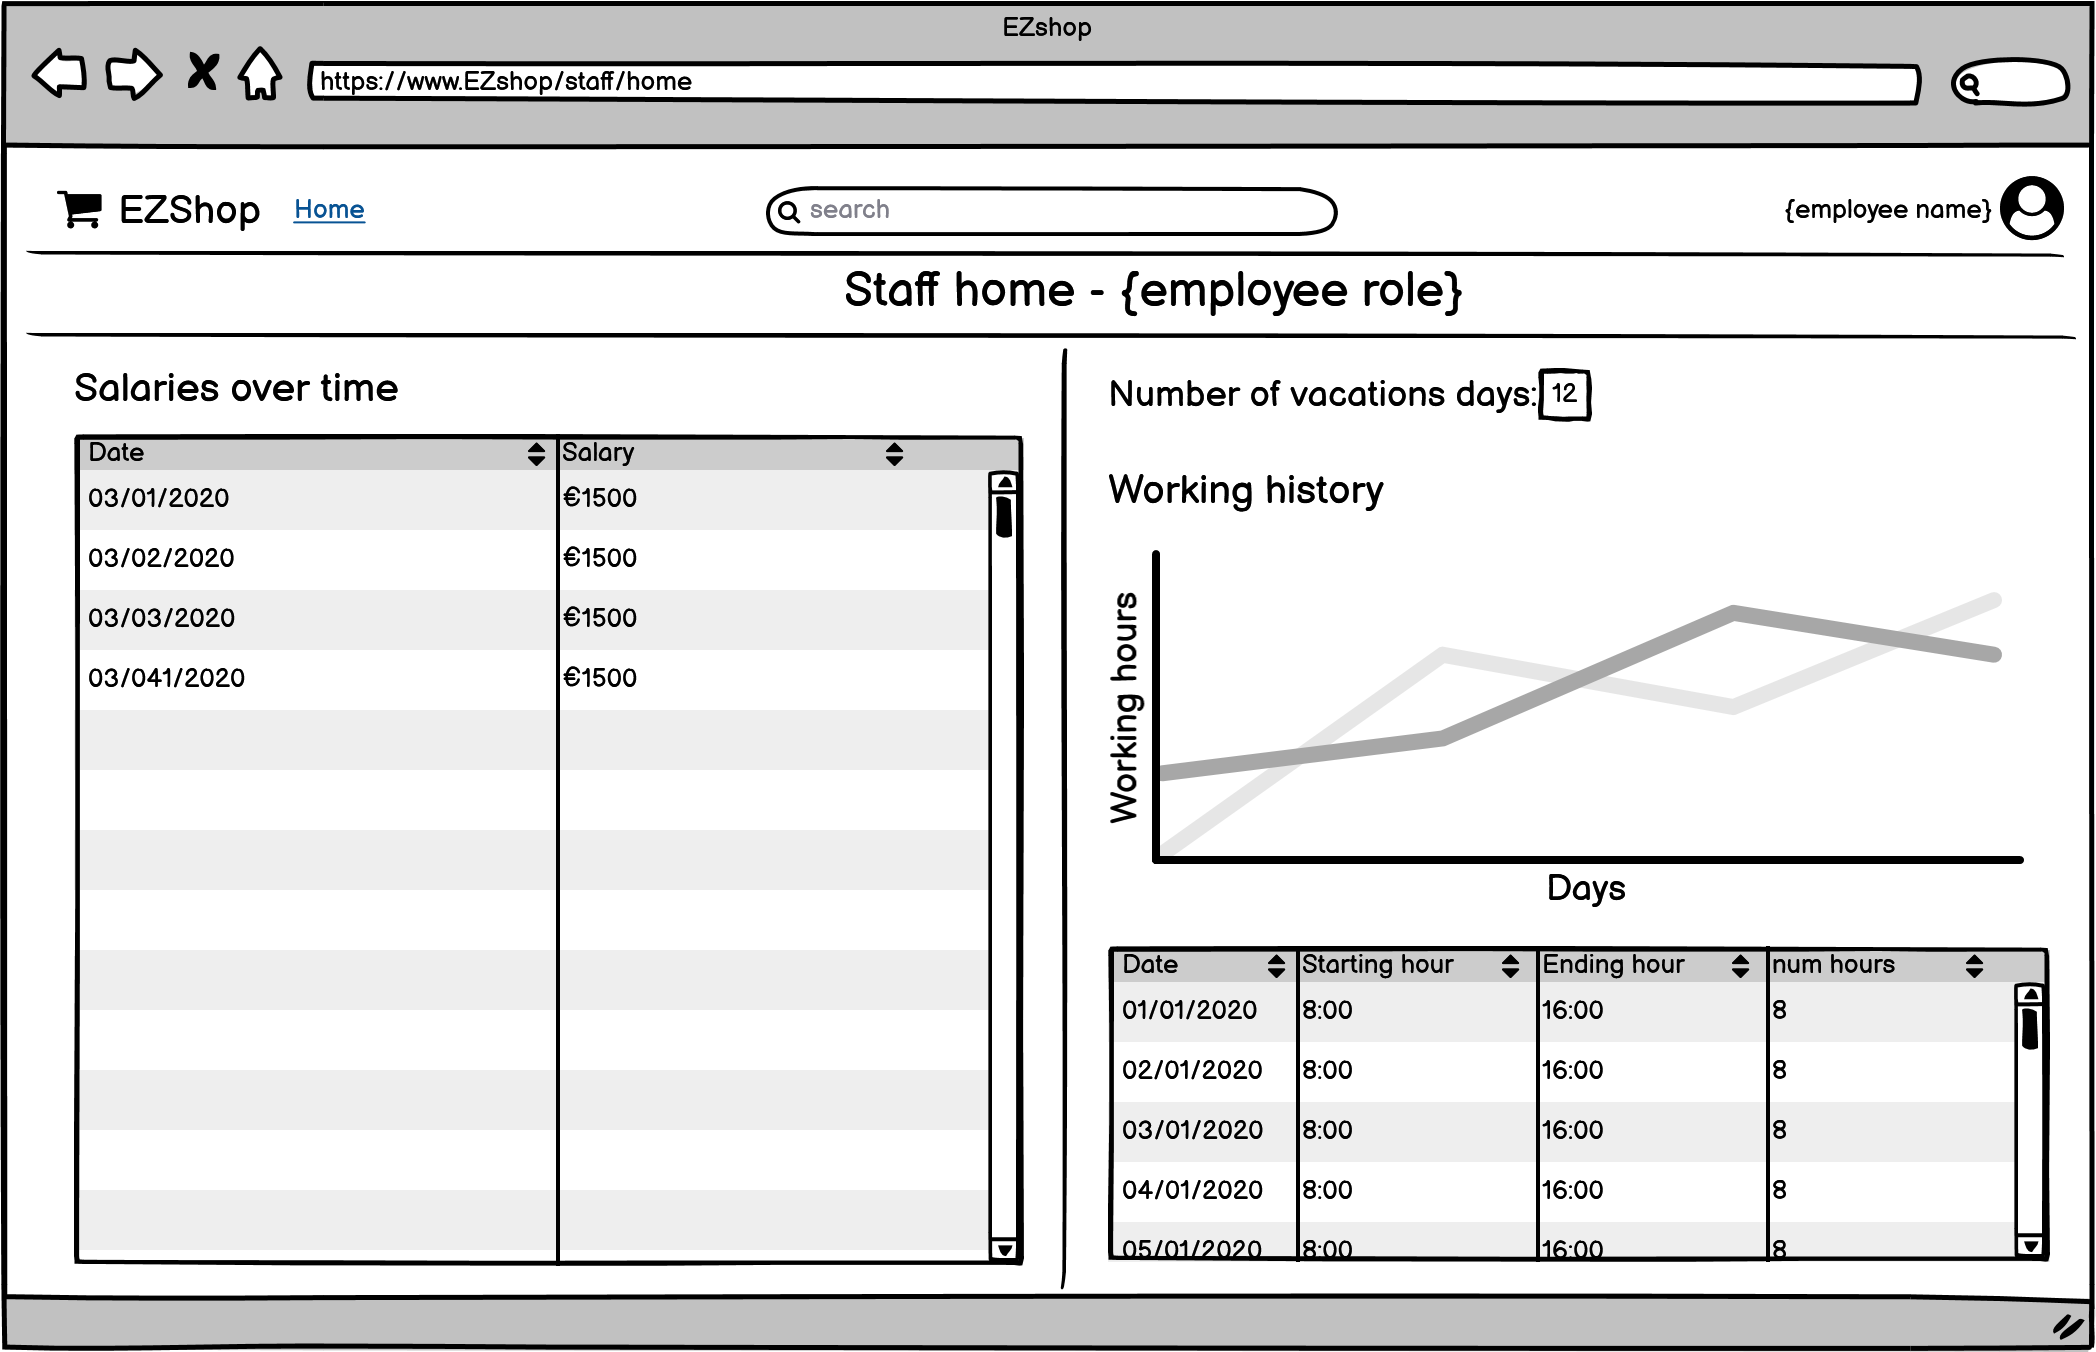 EZshop
https://www.EZshop/staff/home
EZShop Home search {employee name}
Staff home - {employee role}
Salaries over time
Date Salary
03/01/2020 €1500
03/02/2020 €1500
03/03/2020 €1500
03/041/2020 €1500
Number of vacations days: 12
Working history
Working hours
Days
Date Starting hour Ending hour num hours
01/01/2020 8:00 16:00 8
02/01/2020 8:00 16:00 8
03/01/2020 8:00 16:00 8
04/01/2020 8:00 16:00 8
05/01/2020 8:00 16:00 8